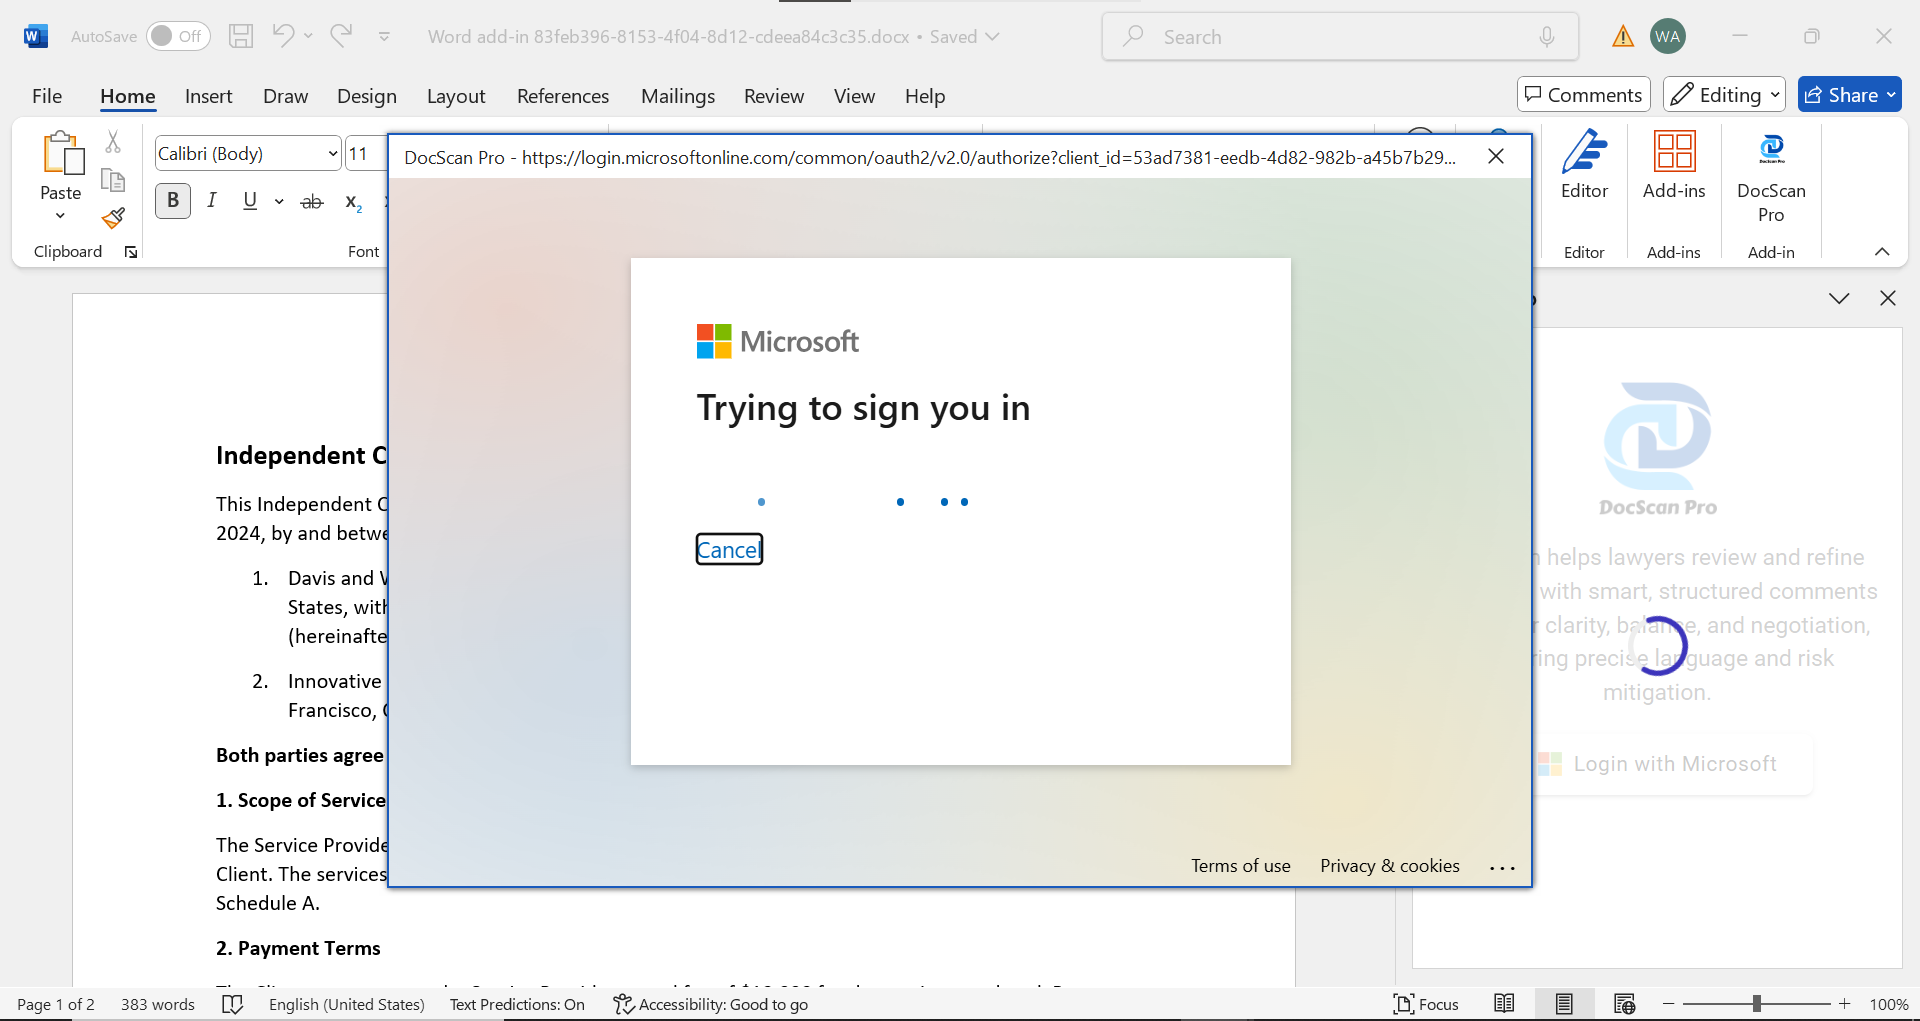 AutoSave Off Word add-in 83feb396-8153-4f04-8d12-cdeea84c3c35.docx • Saved Search WA
File Home Insert Draw Design Layout References Mailings Review View Help Comments Editing Share
Calibri (Body) 11
Paste
B I U ab x₂
Clipboard Font
Editor Add-ins DocScan Pro
Editor Add-ins Add-in
DocScan Pro - https://login.microsoftonline.com/common/oauth2/v2.0/authorize?client_id=53ad7381-eedb-4d82-982b-a45b7b29...
Microsoft
Trying to sign you in
Cancel
Terms of use Privacy & cookies ...
Independent C
This Independent C
2024, by and betwe
1. Davis and W
States, with
(hereinafte
2. Innovative
Francisco, C
Both parties agree
1. Scope of Service
The Service Provide
Client. The services
Schedule A.
2. Payment Terms
DocScan Pro
helps lawyers review and refine
with smart, structured comments
clarity, balance, and negotiation,
ing precise language and risk
mitigation.
Login with Microsoft
Page 1 of 2 383 words English (United States) Text Predictions: On Accessibility: Good to go Focus 100%